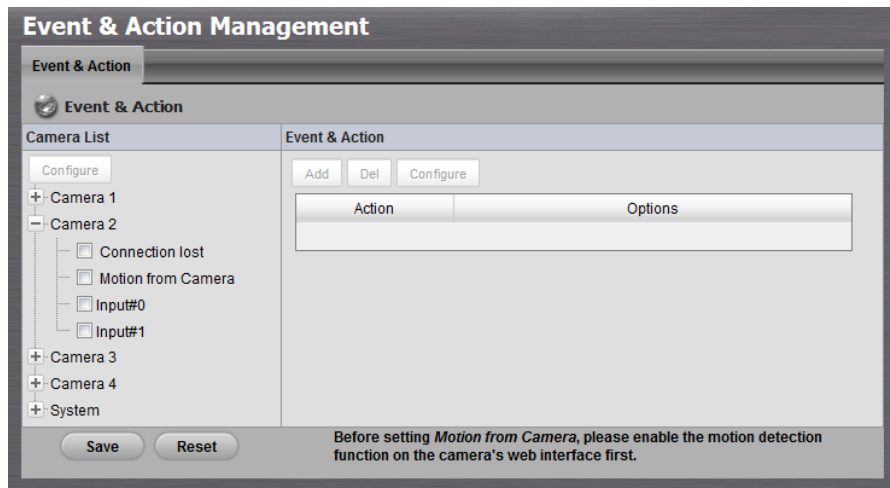 Event & Action Management
Event & Action
Event & Action
Camera List
Event & Action
Configure
Add
Del
Configure
Camera 1
Action
Options
Camera 2
Connection lost
Motion from Camera
Input#0
Input#1
Camera 3
Camera 4
System
Save
Reset
Before setting Motion from Camera, please enable the motion detection
function on the camera's web interface first.